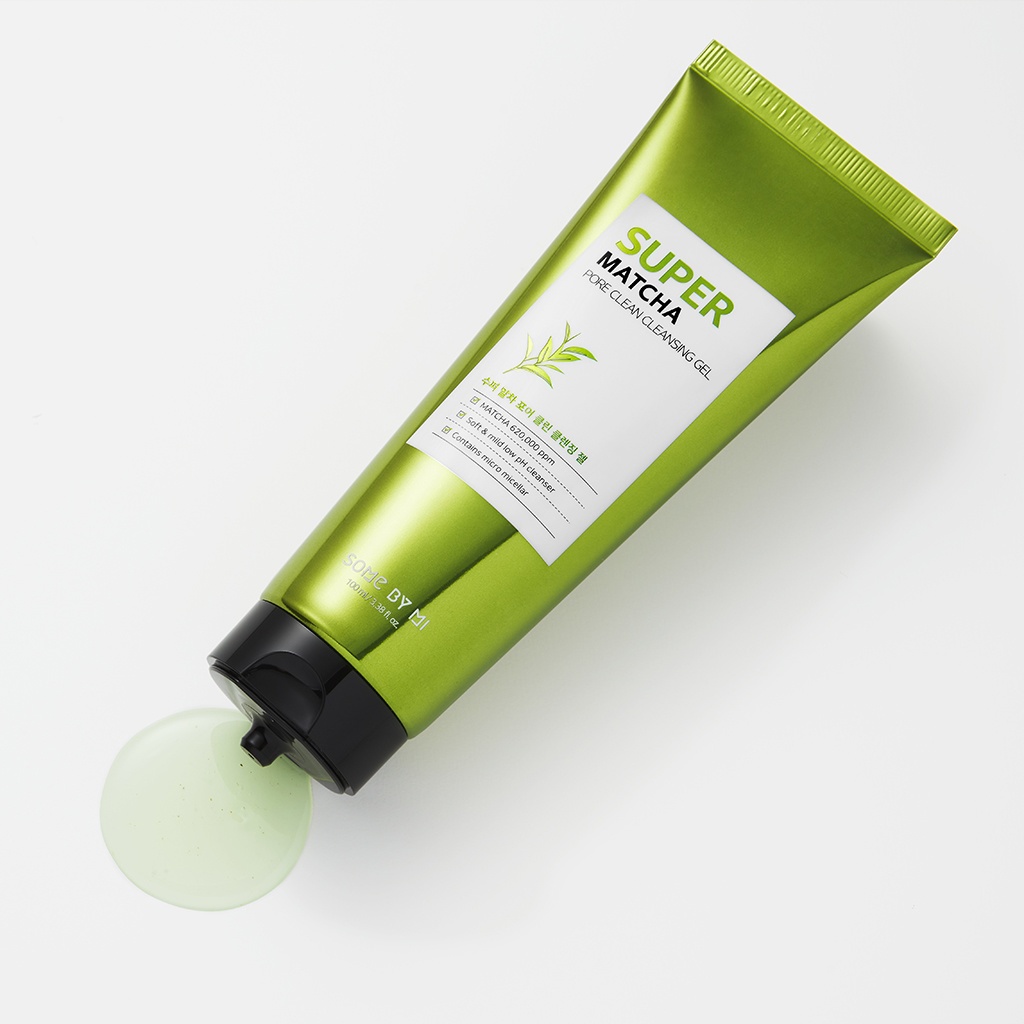 SUPER
MATCHA
PORE CLEAN CLEANSING GEL
수퍼 말차 포어 클린 클렌징 젤
MATCHA 620,000 ppm
Soft & mild low pH cleanser
Contains micro micellar
SOME BY MI
100 ml / 3.38 fl. oz.